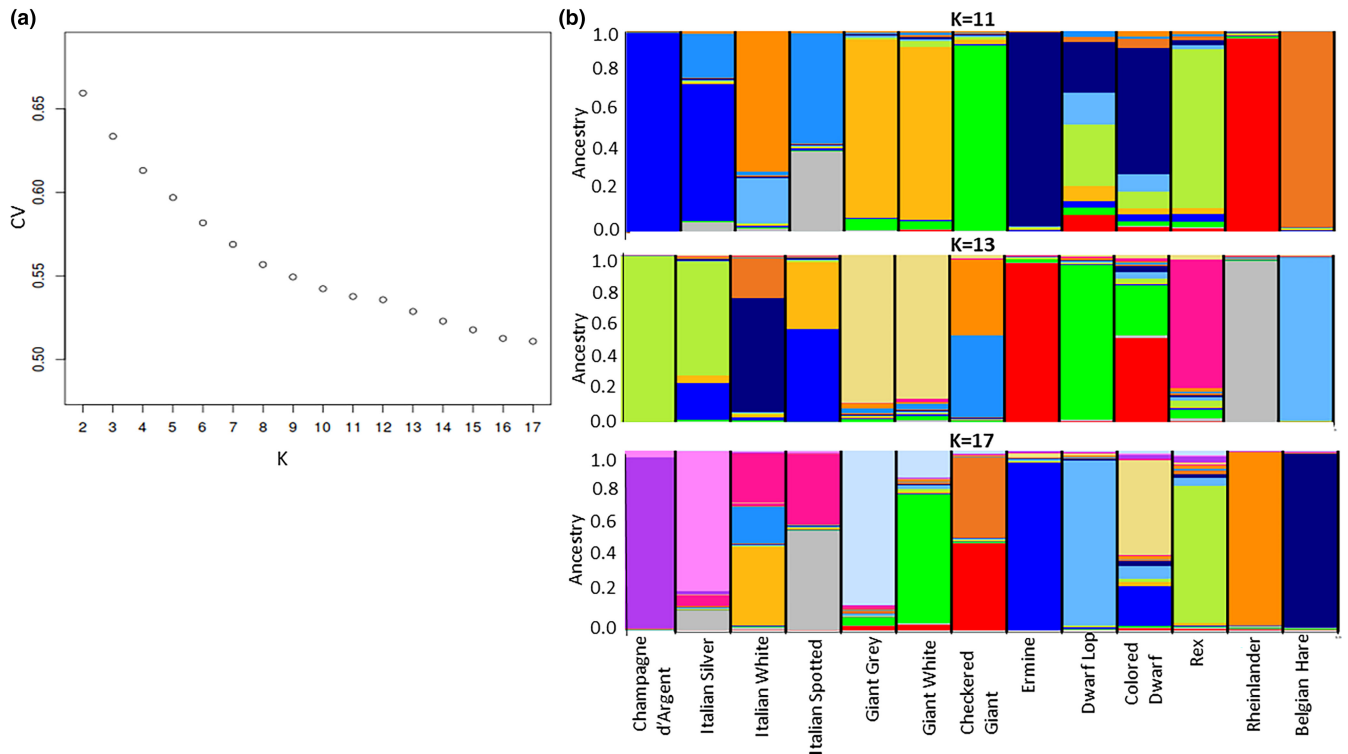 (a)
CV
0.65
0.60
0.55
0.50
2 3 4 5 6 7 8 9 10 11 12 13 14 15 16 17
K
(b)
K=11
Ancestry
1.0
0.8
0.6
0.4
0.2
0.0
K=13
Ancestry
1.0
0.8
0.6
0.4
0.2
0.0
K=17
Ancestry
1.0
0.8
0.6
0.4
0.2
0.0
Champagne
d'Argent
Italian Silver
Italian White
Italian Spotted
Giant Grey
Giant White
Checkered
Giant
Ermine
Dwarf Lop
Colored
Dwarf
Rex
Rheinlander
Belgian Hare